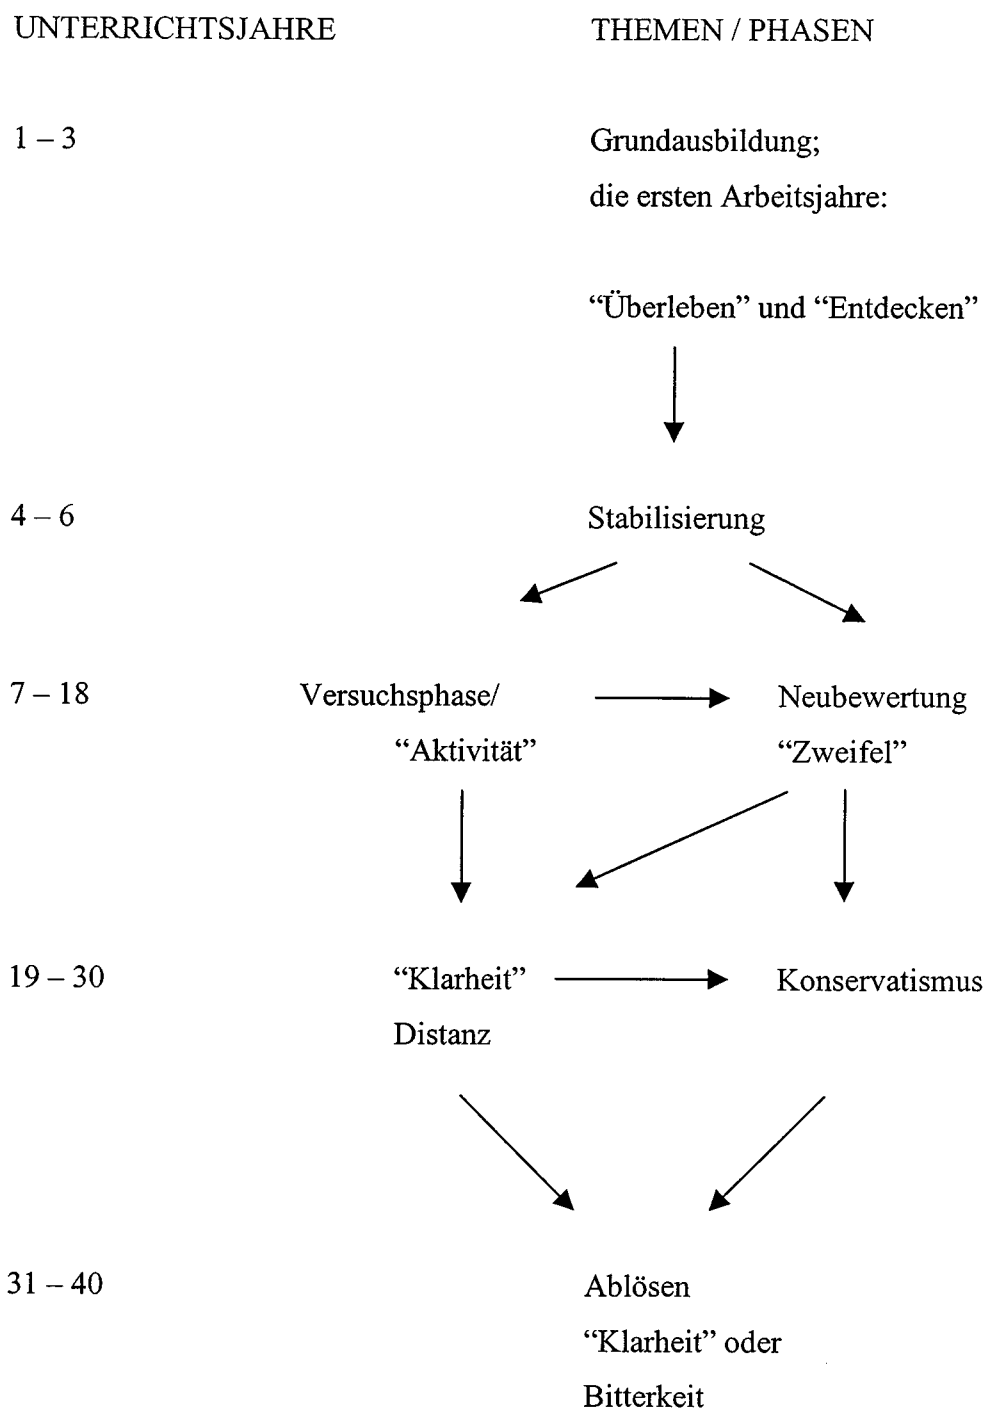 UNTERRICHTSJAHRE THEMEN / PHASEN
1 – 3 Grundausbildung;
die ersten Arbeitsjahre:
“Überleben” und “Entdecken”
4 – 6 Stabilisierung
7 – 18 Versuchsphase/ Neubewertung
“Aktivität” “Zweifel”
19 – 30 “Klarheit” Konservatismus
Distanz
31 – 40 Ablösen
“Klarheit” oder
Bitterkeit